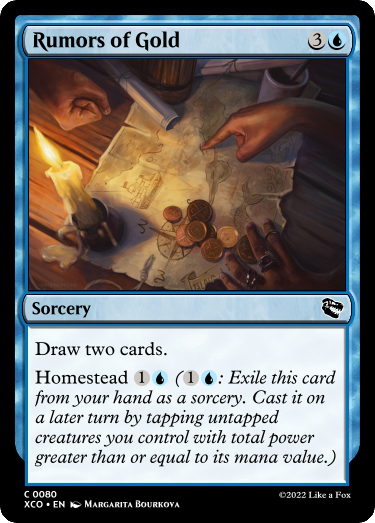 Rumors of Gold 3
Sorcery
Draw two cards.
Homestead 1 (1 : Exile this card
from your hand as a sorcery. Cast it on
a later turn by tapping untapped
creatures you control with total power
greater than or equal to its mana value.)
C 0080
XCO • EN Margarita Bourkova
©2022 Like a Fox